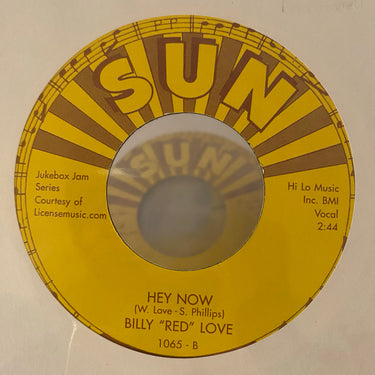 SUN
Jukebox Jam
Series
Courtesy of
Licensemusic.com
Hi Lo Music
Inc. BMI
Vocal
2:44
SUN
HEY NOW
(W. Love - S. Phillips)
BILLY "RED" LOVE
1065 - B